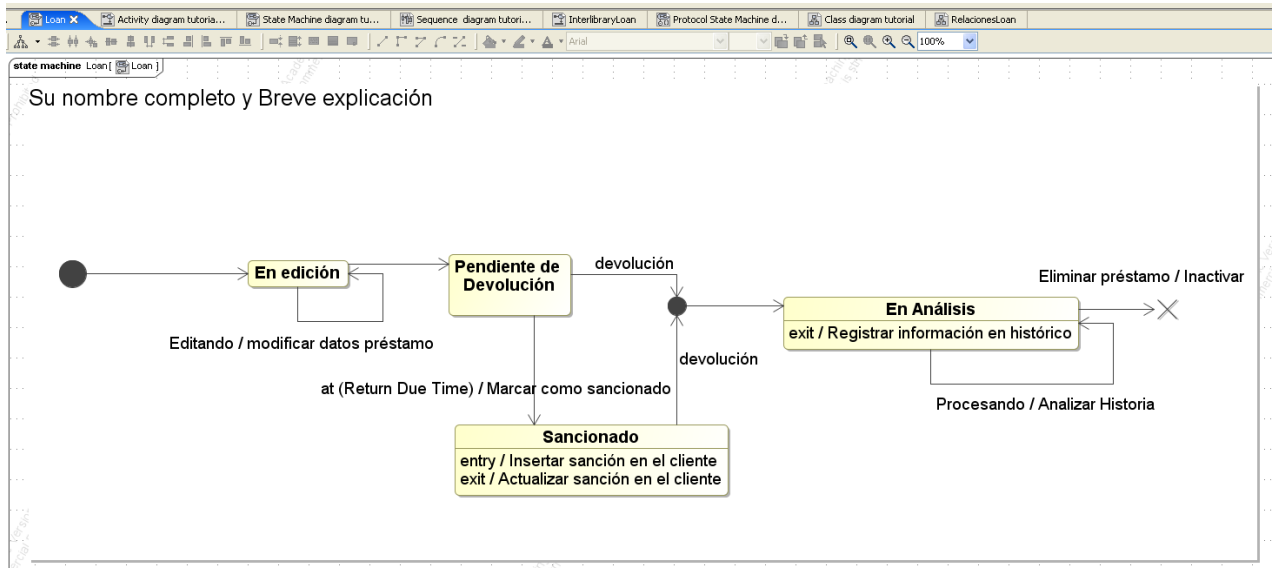 Loan X
Activity diagram tutoria...
State Machine diagram tu...
Sequence diagram tutori...
InterlibraryLoan
Protocol State Machine d...
Class diagram tutorial
RelacionesLoan
Arial
100%
state machine Loan[ Loan ]
Su nombre completo y Breve explicación
En edición
Editando / modificar datos préstamo
Pendiente de
Devolución
devolución
at (Return Due Time) / Marcar como sancionado
devolución
Sancionado
entry / Insertar sanción en el cliente
exit / Actualizar sanción en el cliente
En Análisis
exit / Registrar información en histórico
Eliminar préstamo / Inactivar
Procesando / Analizar Historia